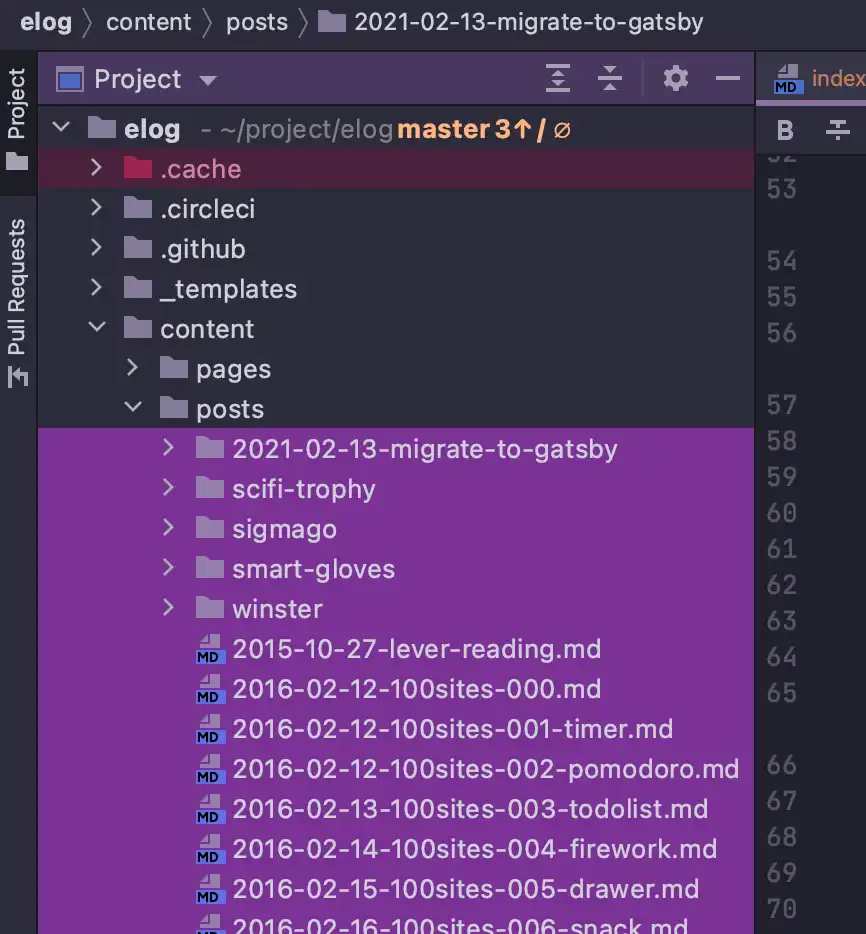 elog 〉 content 〉 posts 〉 2021-02-13-migrate-to-gatsby
Project
Pull Requests
Project
index
elog - ~/project/elog master 3↑ / ∅
B
.cache
.circleci
.github
_templates
content
pages
posts
2021-02-13-migrate-to-gatsby
scifi-trophy
sigmago
smart-gloves
winster
MD 2015-10-27-lever-reading.md
MD 2016-02-12-100sites-000.md
MD 2016-02-12-100sites-001-timer.md
MD 2016-02-12-100sites-002-pomodoro.md
MD 2016-02-13-100sites-003-todolist.md
MD 2016-02-14-100sites-004-firework.md
MD 2016-02-15-100sites-005-drawer.md
MD 2016-02-16-100sites-006-snack.md
MD
52
53
54
55
56
57
58
59
60
61
62
63
64
65
66
67
68
69
70